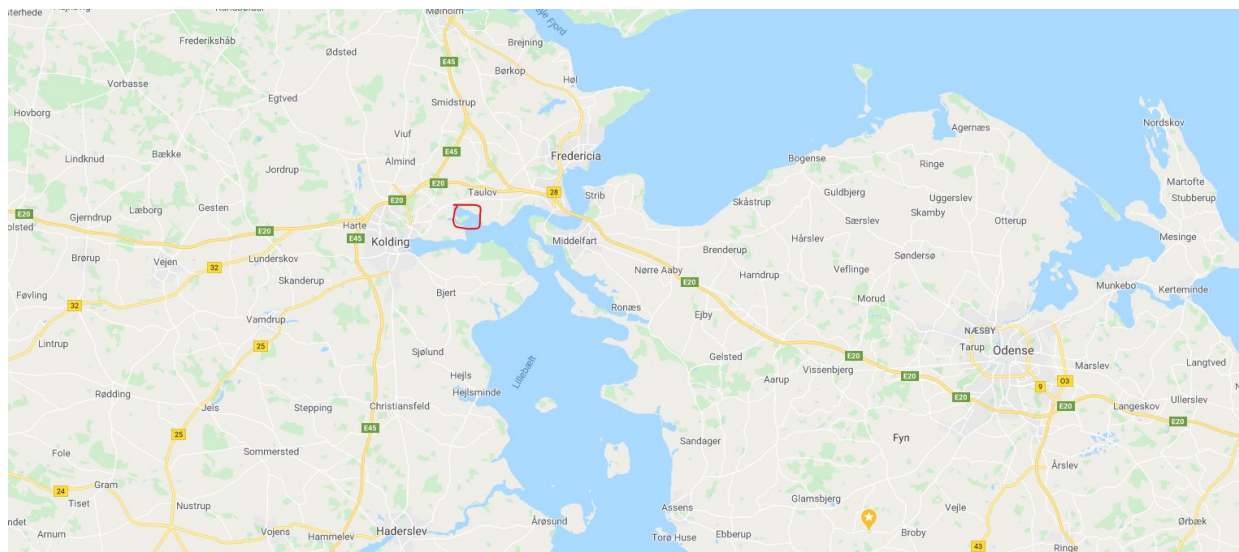 Mølholm
Vejle Fjord
Frederikshåb
Ødsted
E45
Brejning
Børkop
Høl
Vorbasse
Egtved
Smidstrup
Hovborg
Nordskov
Agernæs
Viuf
Lindknud
Bække
Almind
E45
Fredericia
Bogense
Ringe
Jordrup
E20
Taulov
28
Strib
Martofte
Stubberup
Guldbjerg
Uggerslev
Skåstrup
Skamby
E20
Gjerndrup
Læborg
Gesten
E20
Særslev
Otterup
Harte
E20
E45
Kolding
Middelfart
Hårslev
Mesinge
Brørup
Vejen
Lunderskov
Brenderup
Søndersø
32
Skanderup
Nørre Aaby
Harndrup
Veflinge
E20
Munkebo
Kerteminde
Føvling
32
Bjert
Morud
Ronæs
Ejby
Vamdrup
NÆSBY
Lintrup
25
Sjølund
Lillebælt
Gelsted
E20
Tarup
Odense
Vissenbjerg
Marslev
Langtved
Hejls
Aarup
E20
O3
Rødding
Hejlsminde
9
E20
Ullerslev
Jels
Stepping
Christiansfeld
Langeskov
E20
25
E45
Sandager
Fyn
Fole
Sommersted
Årslev
24
Gram
Tiset
Nustrup
Glamsbjerg
Assens
Vejle
Ørbæk
Arnum
Vojens
Hammelev
Haderslev
Årøsund
Torø Huse
Ebberup
Broby
43
Ringe